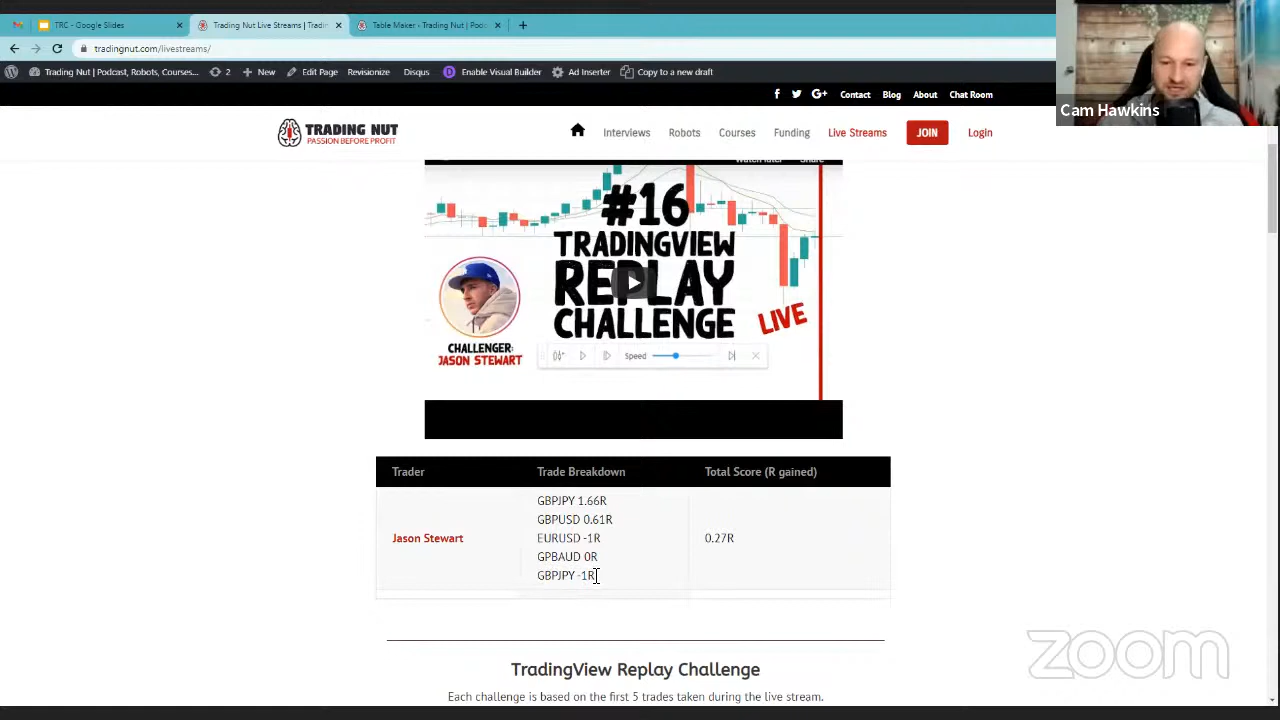 TRC - Google Slides
Trading Nut Live Streams | Tradin
Table Maker ‹ Trading Nut | Podc
tradingnut.com/livestreams/
Trading Nut | Podcast, Robots, Courses... 2 New Edit Page Revisionize Disqus Enable Visual Builder Ad Inserter Copy to a new draft
Contact Blog About Chat Room
Cam Hawkins
TRADING NUT
PASSION BEFORE PROFIT
Interviews Robots Courses Funding Live Streams JOIN Login
Watch later Share
#16
TRADINGVIEW
REPLAY
CHALLENGE
LIVE
CHALLENGER:
JASON STEWART
Speed
Trader Trade Breakdown Total Score (R gained)
GBPJPY 1.66R
GBPUSD 0.61R
Jason Stewart EURUSD -1R 0.27R
GPBAUD 0R
GBPJPY -1R
zoom
TradingView Replay Challenge
Each challenge is based on the first 5 trades taken during the live stream.